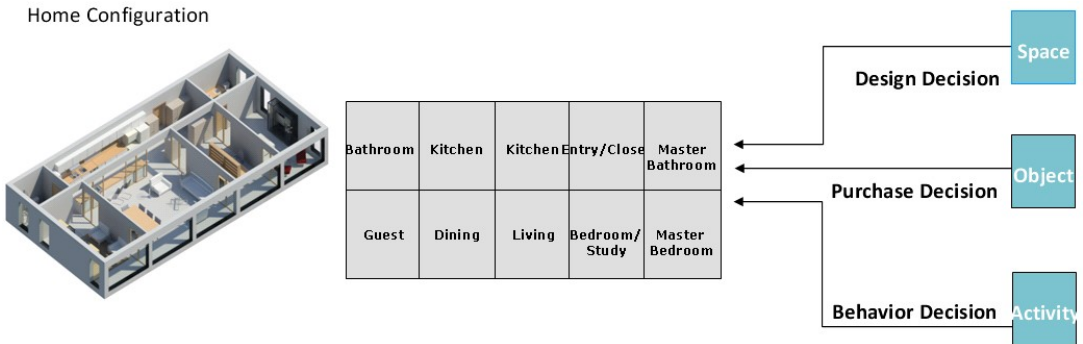 Home Configuration
Space
Design Decision
Bathroom
Kitchen
Kitchen
Entry/Close
Master
Bathroom
Object
Purchase Decision
Guest
Dining
Living
Bedroom/
Study
Master
Bedroom
Behavior Decision
Activity